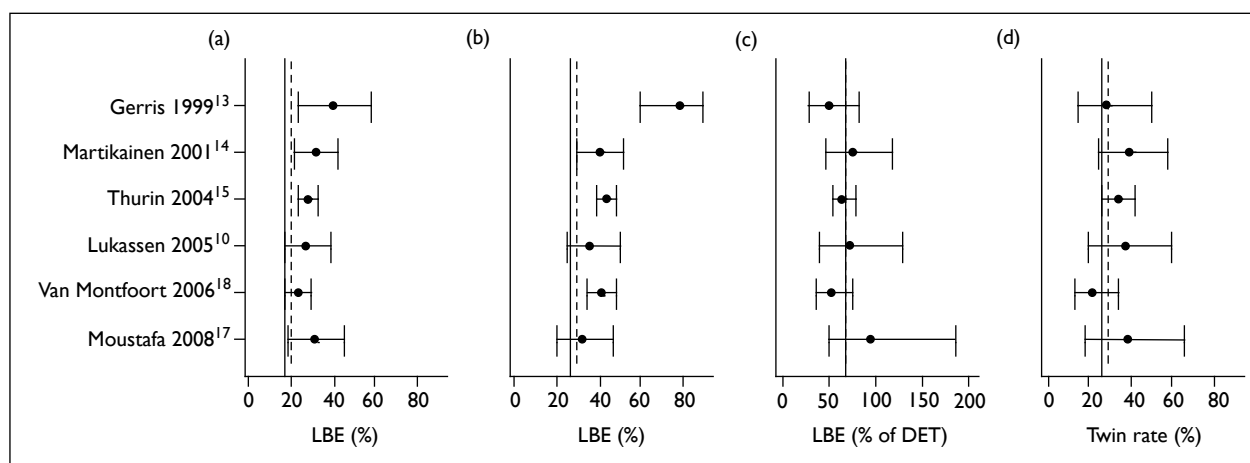 (a) (b) (c) (d)
Gerris 1999¹³
Martikainen 2001¹⁴
Thurin 2004¹⁵
Lukassen 2005¹⁰
Van Montfoort 2006¹⁸
Moustafa 2008¹⁷
0 20 40 60 80 0 20 40 60 80 0 50 100 150 200 0 20 40 60 80
LBE (%) LBE (%) LBE (% of DET) Twin rate (%)